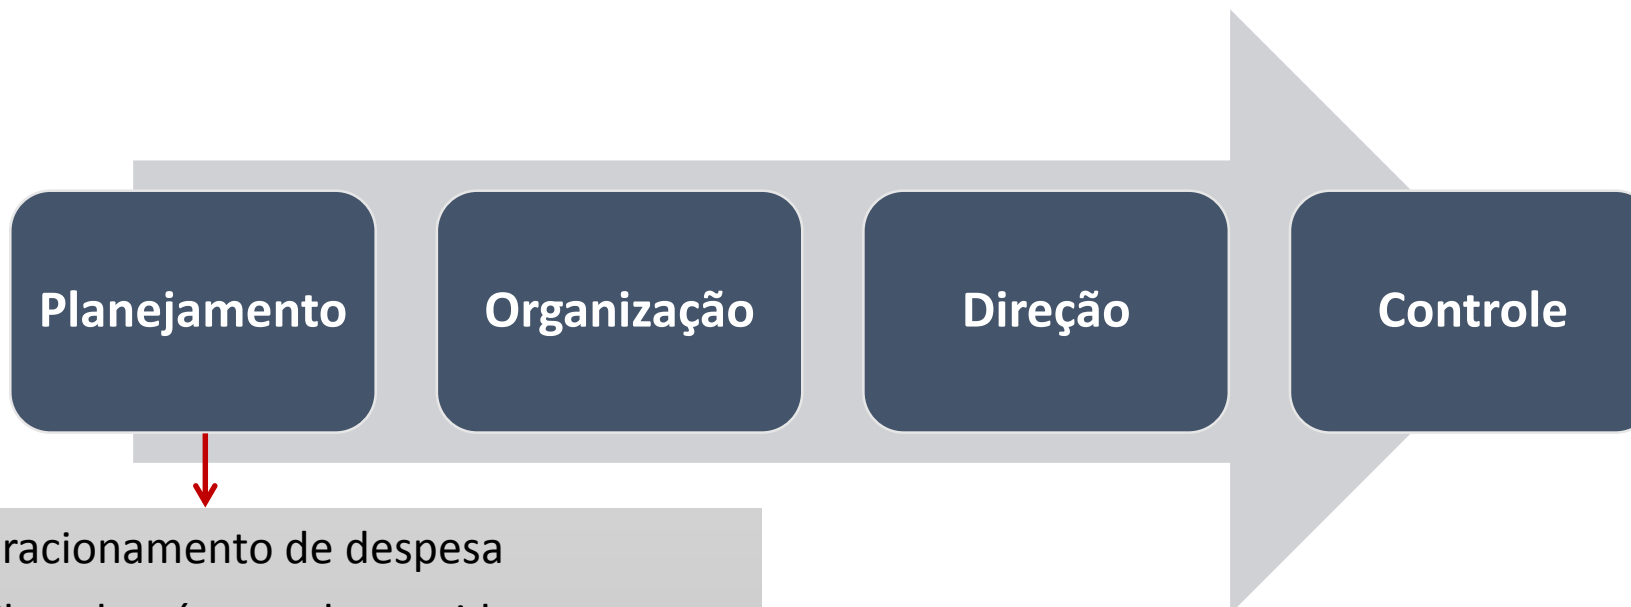 Planejamento
Organização
Direção
Controle
racionamento de despesa